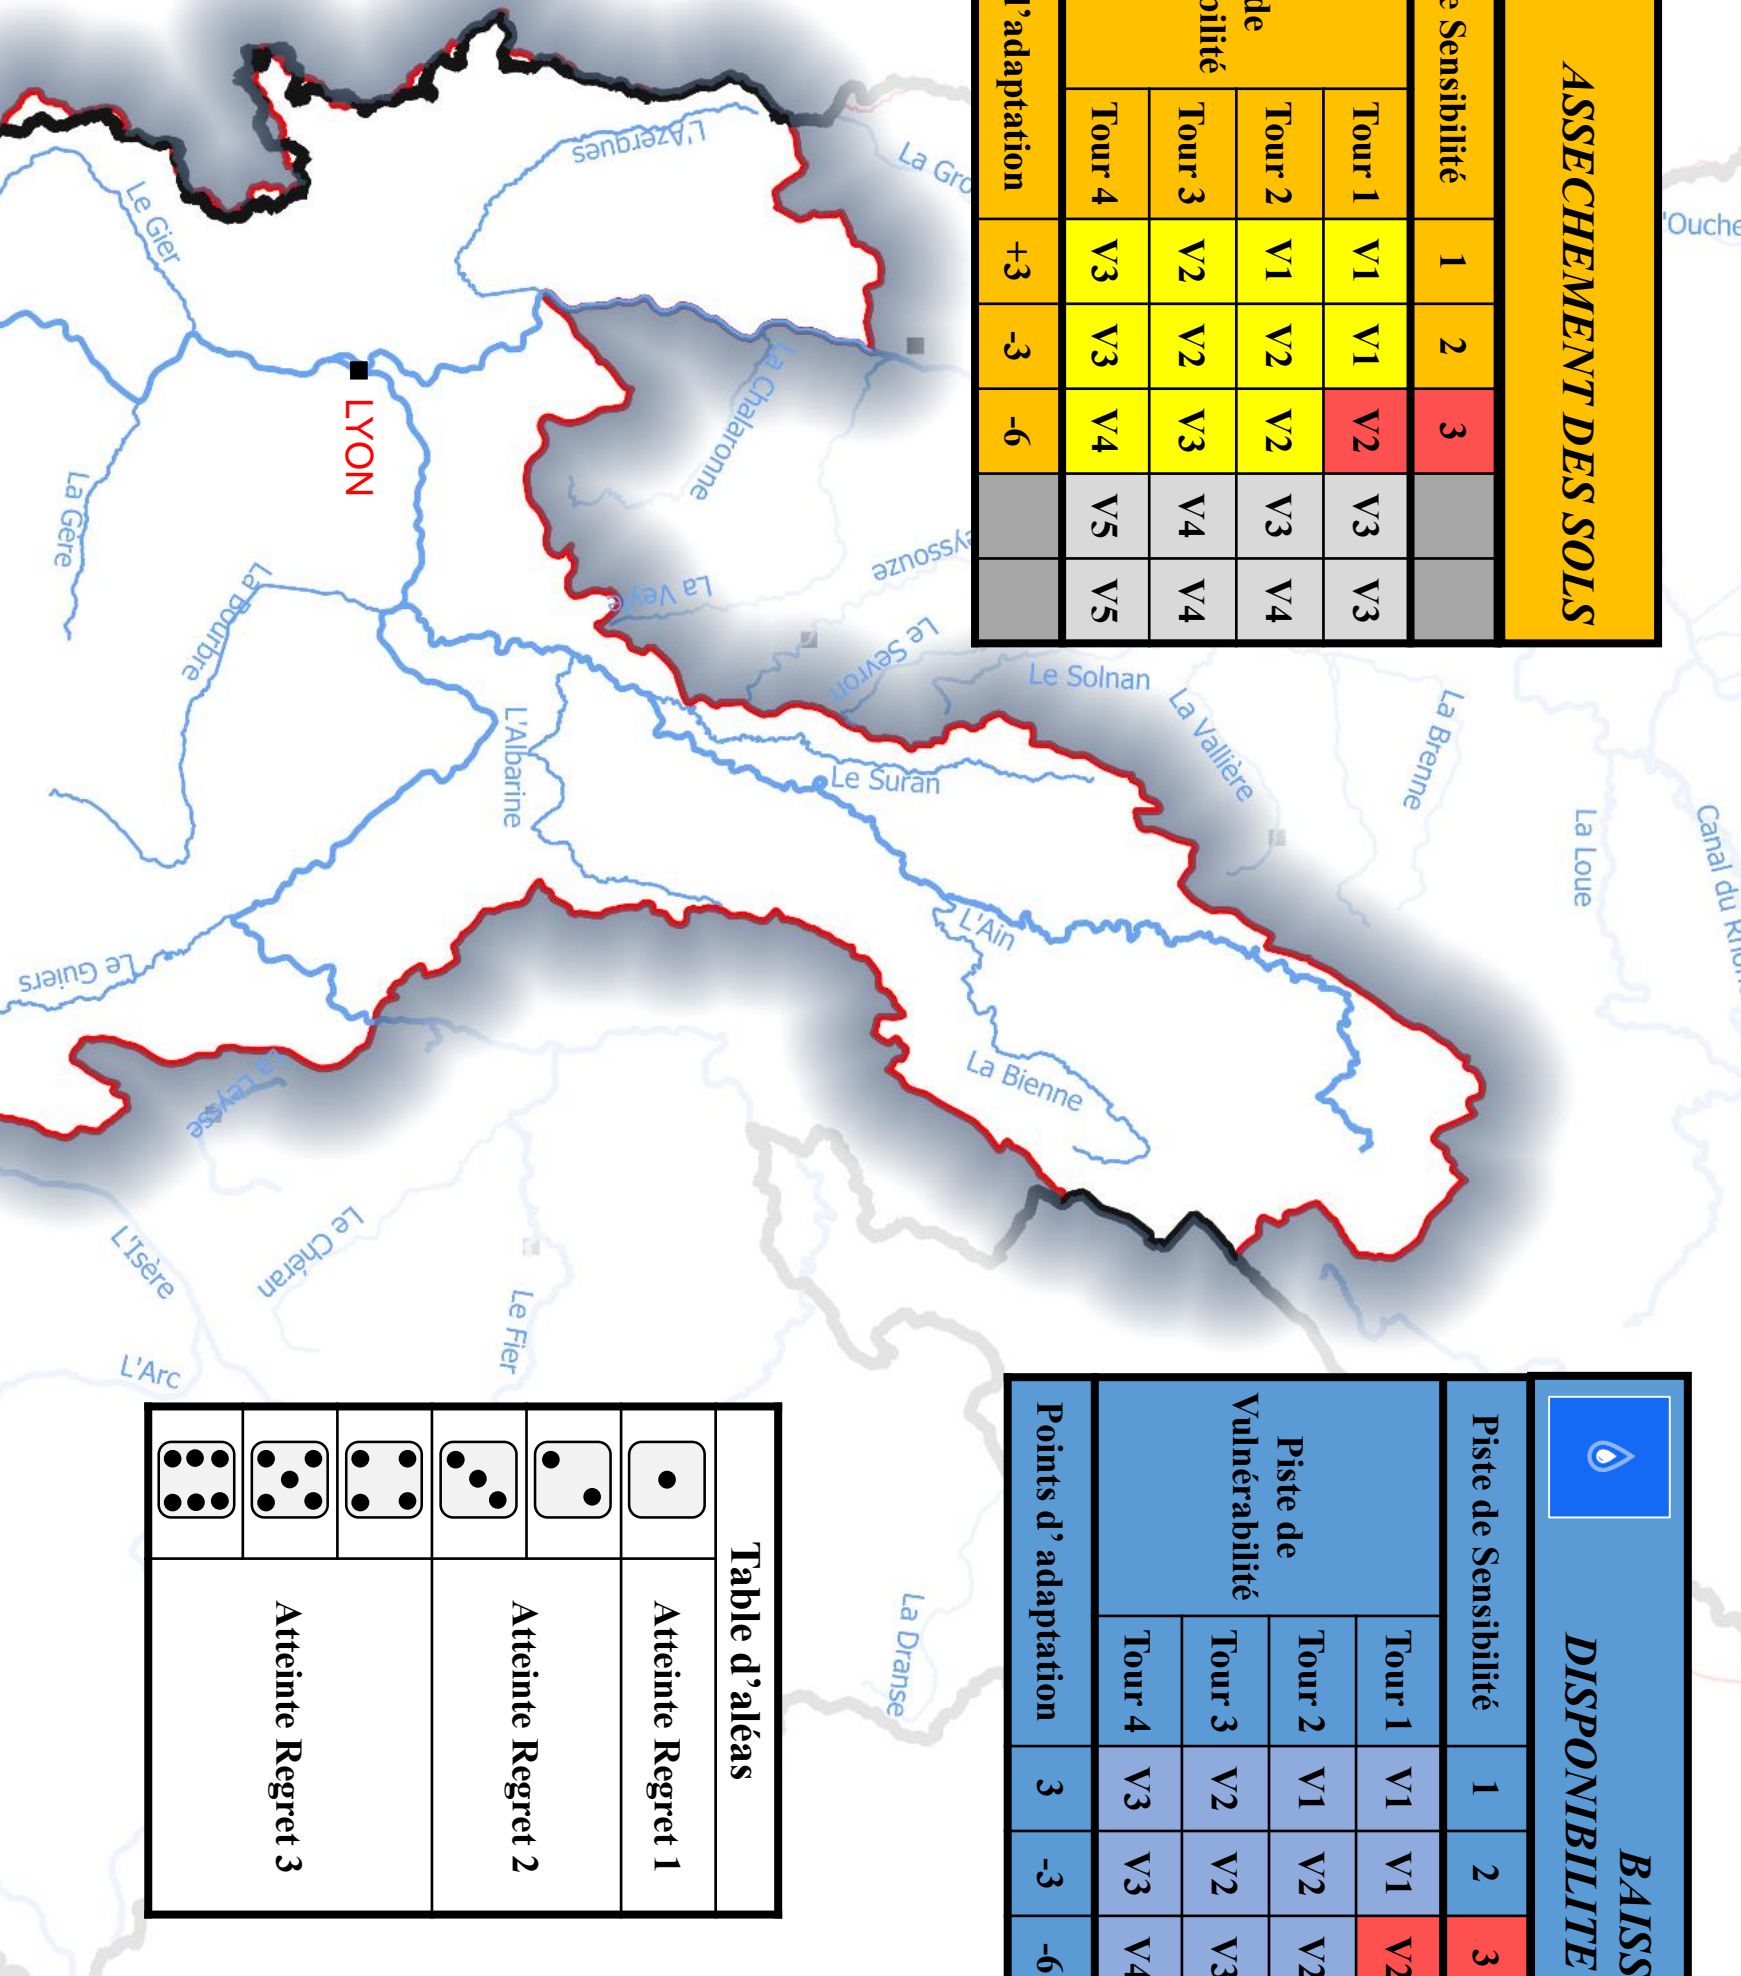 ASSECHEMENT DES SOLS
e Sensibilité 1 2 3
de
bilité
Tour 1 V1 V1 V2 V3 V3
Tour 2 V1 V2 V2 V3 V4
Tour 3 V2 V2 V3 V4 V4
Tour 4 V3 V3 V4 V5 V5
l'adaptation +3 -3 -6
BAISS
DISPONIBILITE
Piste de Sensibilité 1 2 3
Piste de
Vulnérabilité
Tour 1 V1 V1 V2
Tour 2 V1 V2 V2
Tour 3 V2 V2 V3
Tour 4 V3 V3 V4
Points d' adaptation 3 -3 -6
Table d'aléas
Atteinte Regret 1
Atteinte Regret 2
Atteinte Regret 3
'Ouche
La Gro
L'Azergues
Le Gier
LYON
La Gère
La Chalaronne
eyssouze
La Veyle
Le Sevron
Le Solnan
La Vallière
La Brenne
La Loue
Canal du Rhôn
La Bourbre
L'Albarine
Le Suran
L'Ain
La Bienne
Le Guiers
La Leysse
L'Isère
Le Chéran
Le Fier
L'Arc
La Dranse